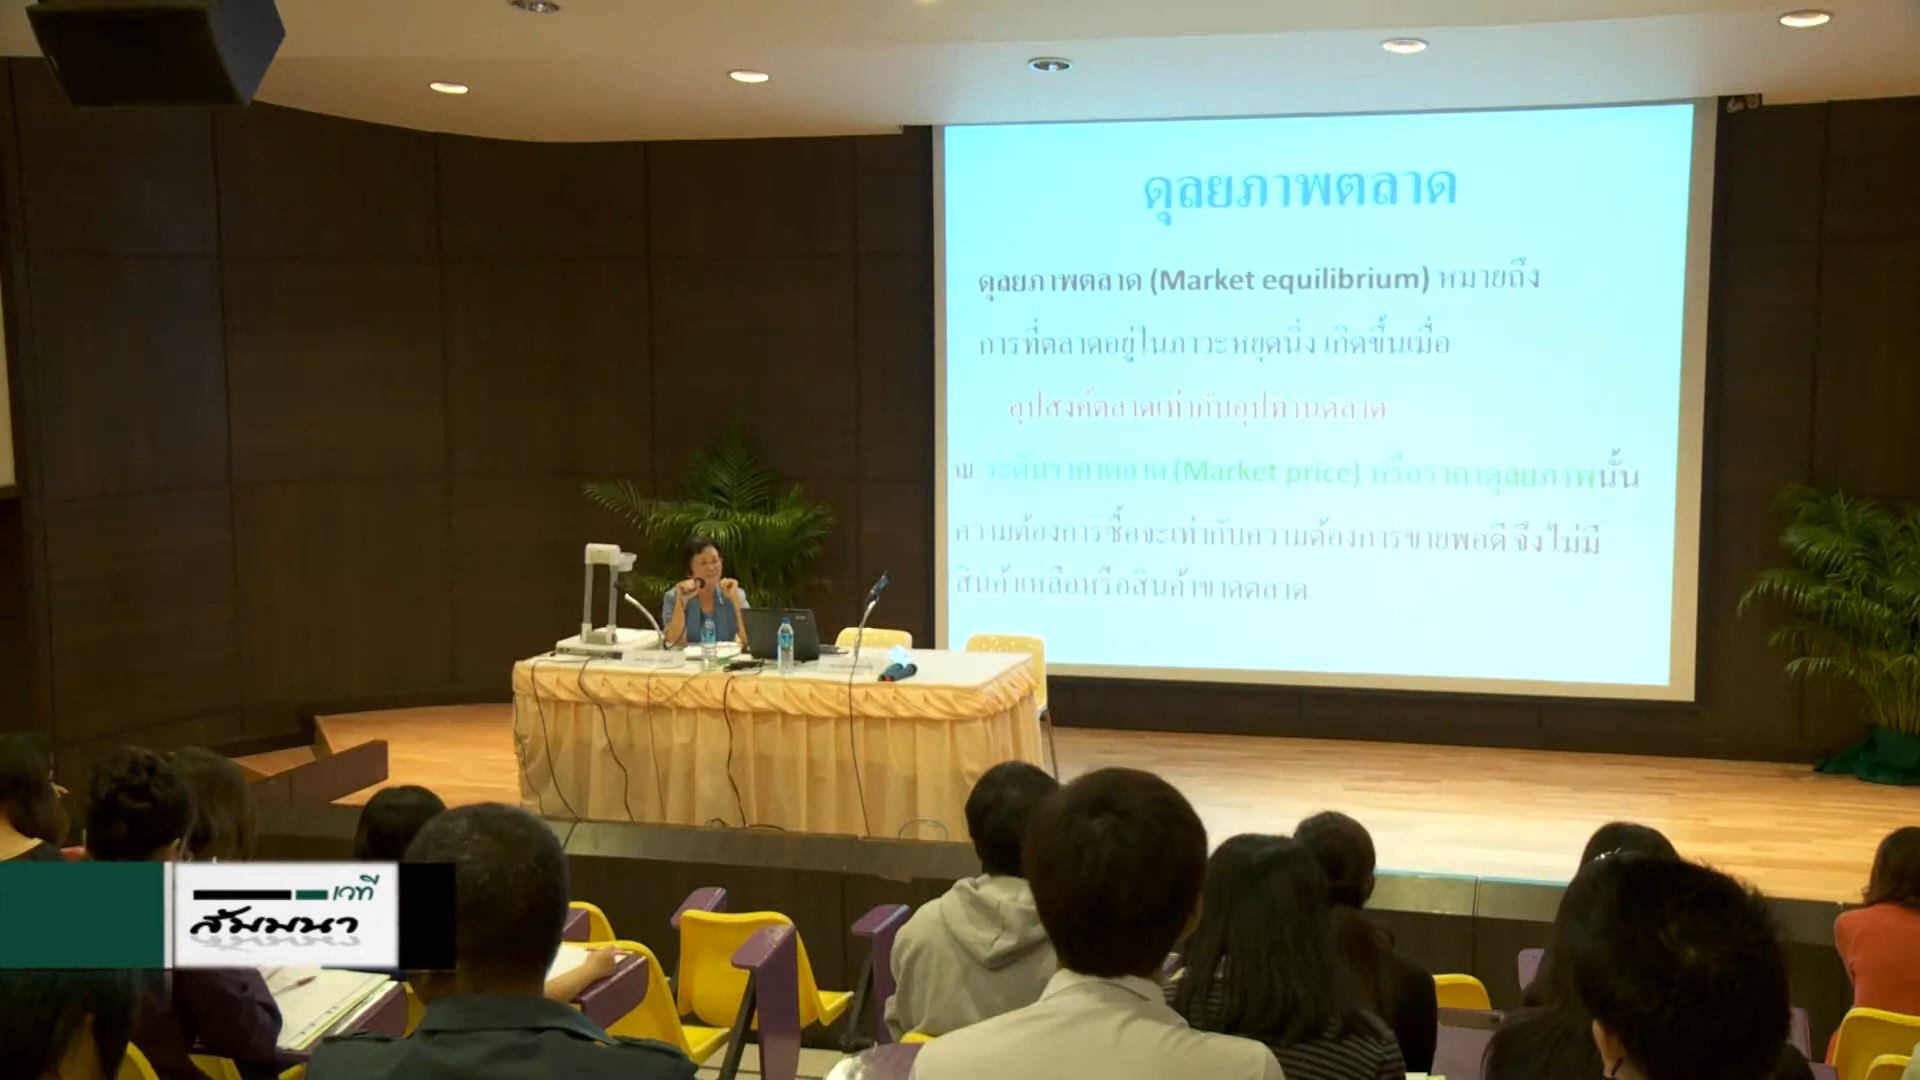 ดุลยภาพตลาด
ดุลยภาพตลาด (Market equilibrium) หมายถึง
การที่ตลาดอยู่ในภาวะหยุดนิ่ง เกิดขึ้นเมื่อ
อุปสงค์ตลาดเท่ากับอุปทานตลาด
ณ ระดับราคาตลาด (Market price) หรือราคาดุลยภาพนั้น
ความต้องการซื้อจะเท่ากับความต้องการขายพอดี จึงไม่มี
สินค้าเหลือหรือสินค้าขาดตลาด
เวที
สัมมนา